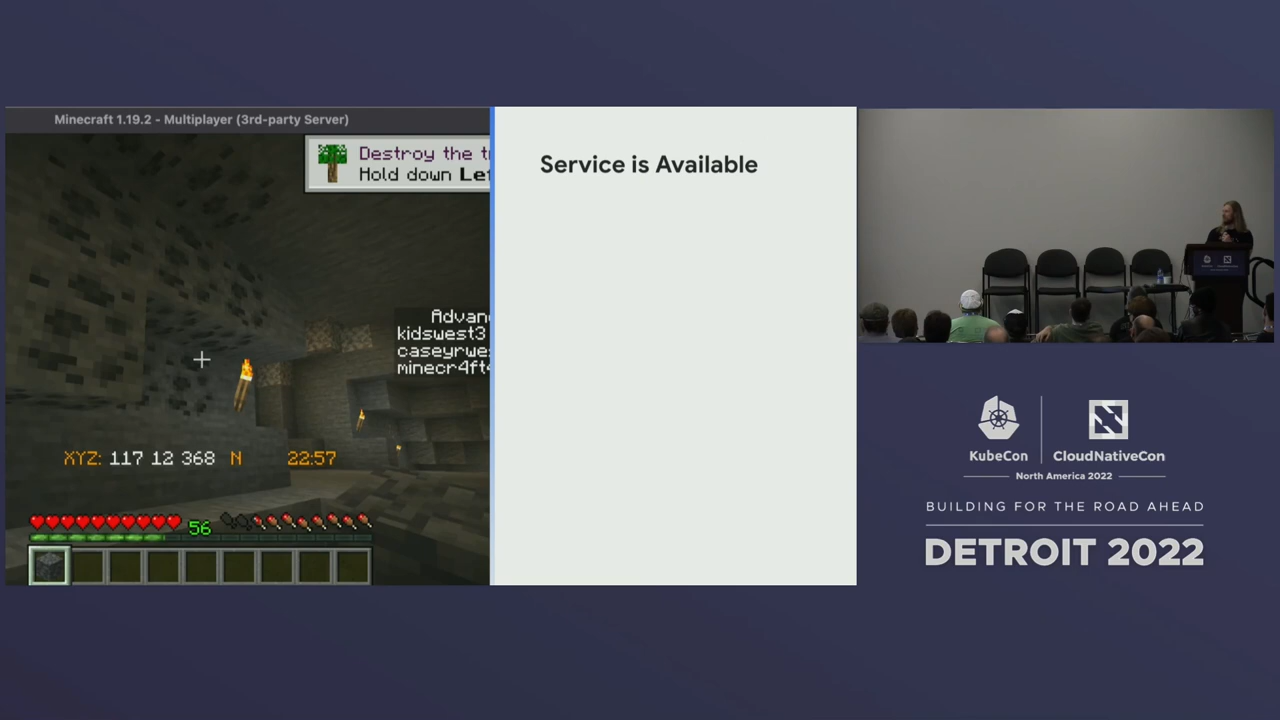 Minecraft 1.19.2 - Multiplayer (3rd-party Server)
Destroy the
Hold down
kidswest3
XYZ: 117 12 368 N 22:57
56
Service is Available
KubeCon
CloudNativeCon
North America 2022
BUILDING FOR THE ROAD AHEAD
DETROIT 2022